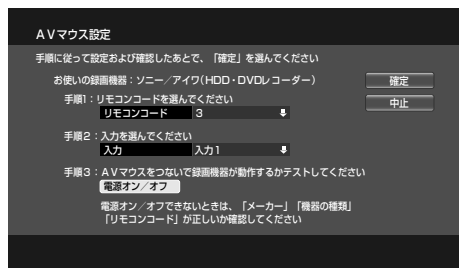 AVマウス設定
手順に従って設定および確認したあとで、「確定」を選んでください
お使いの録画機器：ソニー／アイワ(HDD・DVDレコーダー)
確定
手順1：リモコンコードを選んでください
中止
リモコンコード 3
手順2：入力を選んでください
入力 入力1
手順3：AVマウスをつないで録画機器が動作するかテストしてください
電源オン／オフ
電源オン／オフできないときは、「メーカー」「機器の種類」
「リモコンコード」が正しいか確認してください